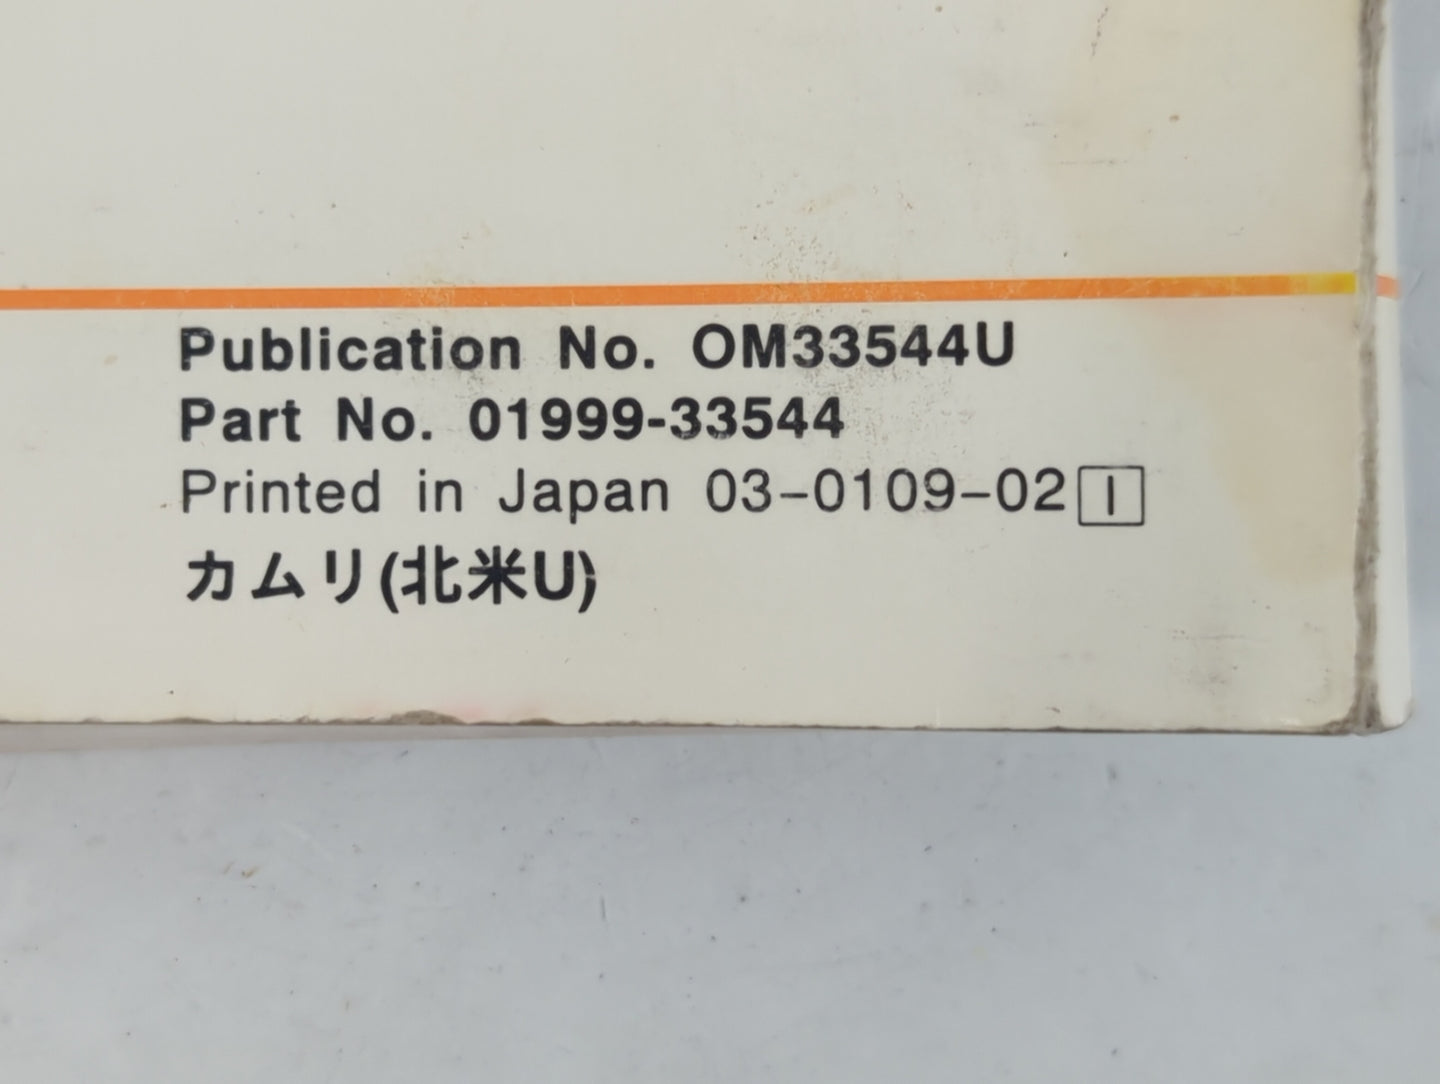 Publication No. OM33544U
Part No. 01999-33544
Printed in Japan 03-0109-02 I
カムリ(北米U)